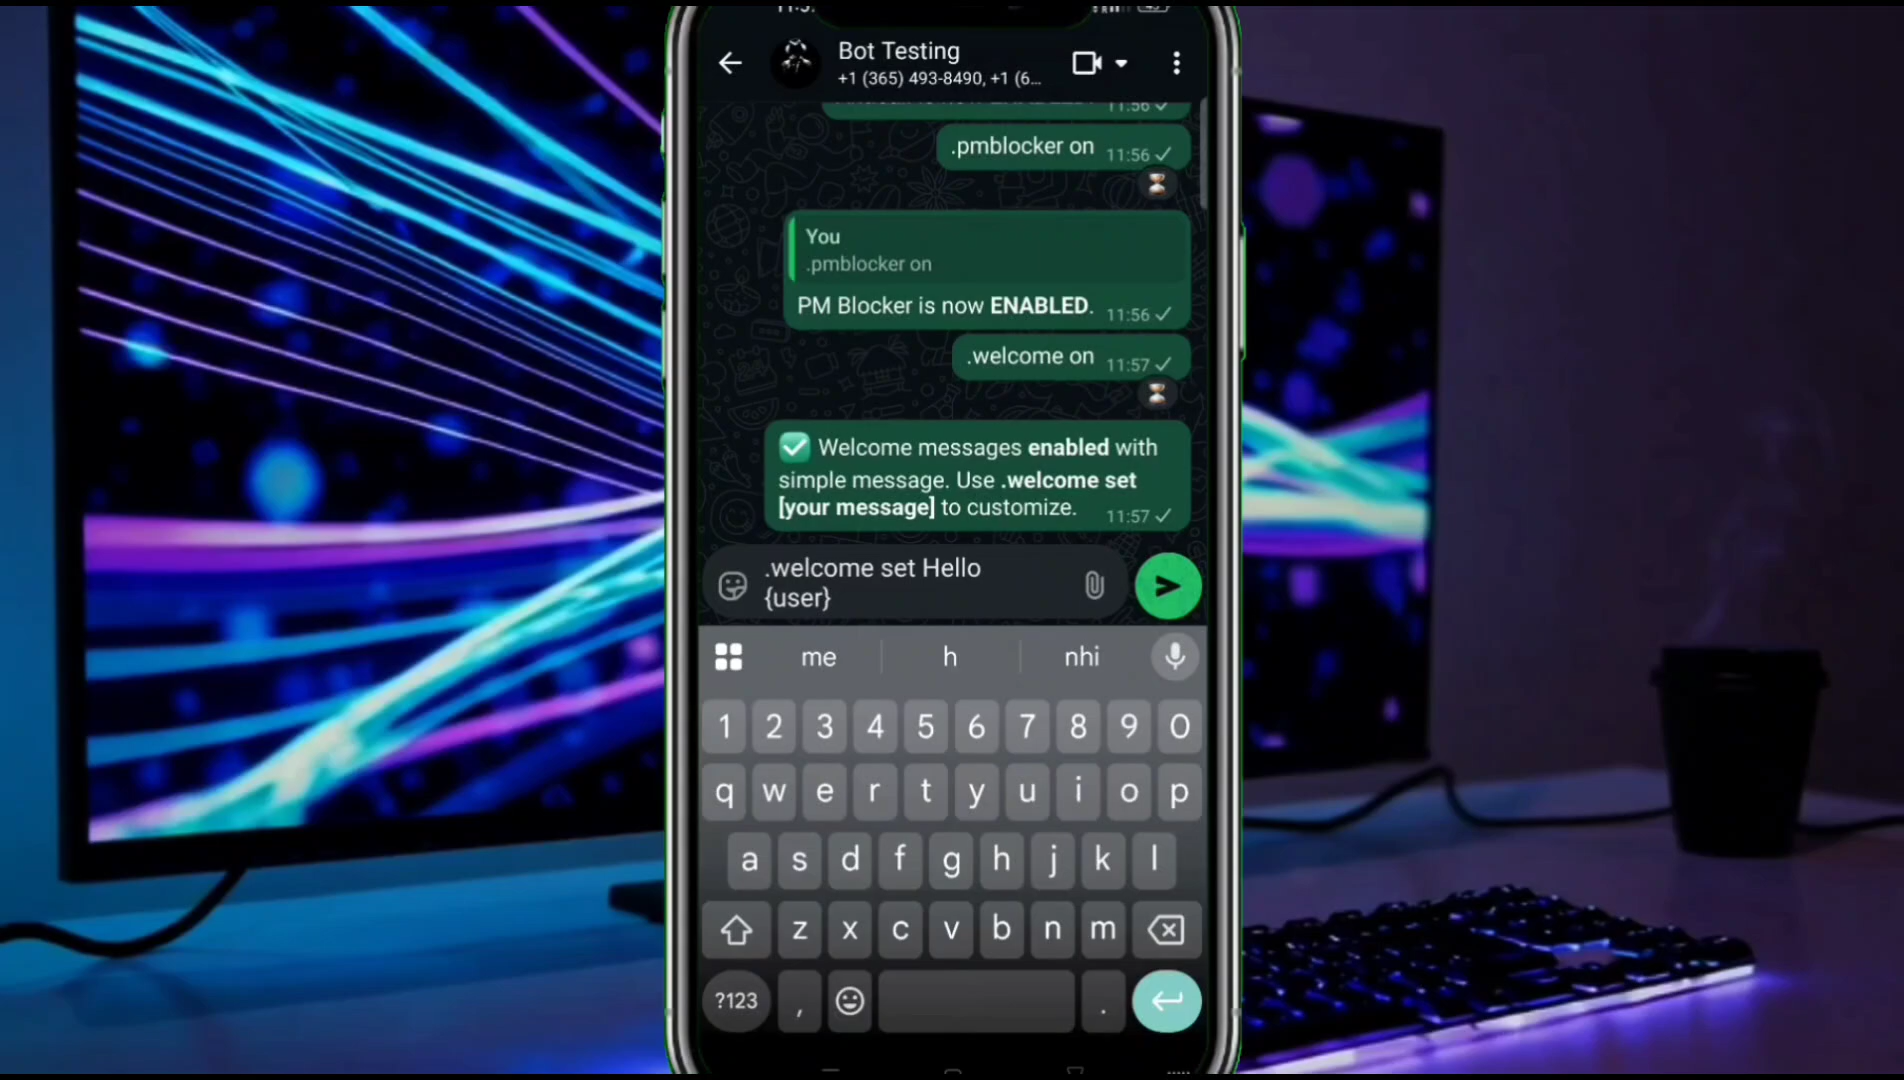 Bot Testing
+1 (365) 493-8490, +1 (6...
11:56
.pmblocker on 11:56
You
.pmblocker on
PM Blocker is now ENABLED. 11:56
.welcome on 11:57
Welcome messages enabled with
simple message. Use .welcome set
[your message] to customize. 11:57
.welcome set Hello
{user}
me h nhi
1 2 3 4 5 6 7 8 9 0
q w e r t y u i o p
a s d f g h j k l
z x c v b n m
?123 , .